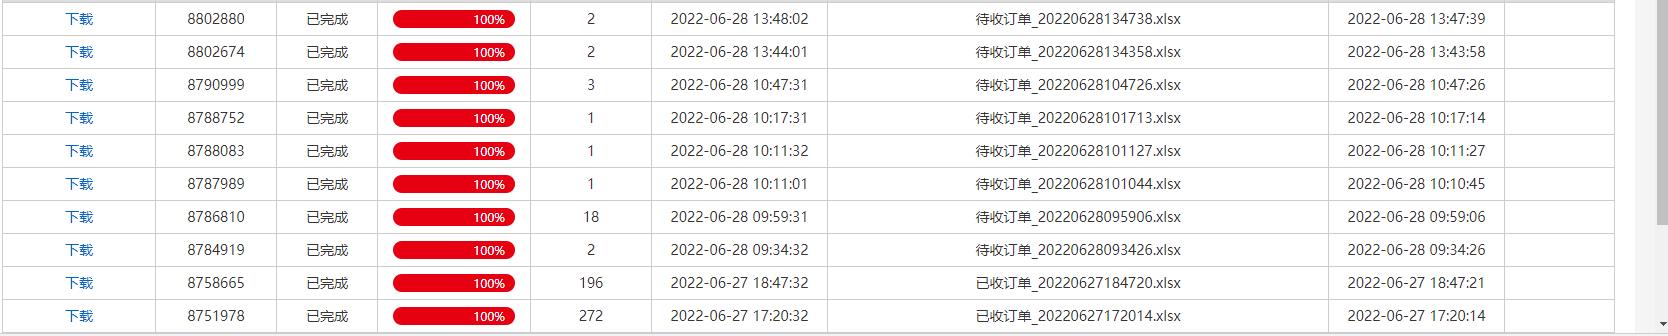 下载 8802880 已完成 100% 2 2022-06-28 13:48:02 待收订单_20220628134738.xlsx 2022-06-28 13:47:39
下载 8802674 已完成 100% 2 2022-06-28 13:44:01 待收订单_20220628134358.xlsx 2022-06-28 13:43:58
下载 8790999 已完成 100% 3 2022-06-28 10:47:31 待收订单_20220628104726.xlsx 2022-06-28 10:47:26
下载 8788752 已完成 100% 1 2022-06-28 10:17:31 待收订单_20220628101713.xlsx 2022-06-28 10:17:14
下载 8788083 已完成 100% 1 2022-06-28 10:11:32 待收订单_20220628101127.xlsx 2022-06-28 10:11:27
下载 8787989 已完成 100% 1 2022-06-28 10:11:01 待收订单_20220628101044.xlsx 2022-06-28 10:10:45
下载 8786810 已完成 100% 18 2022-06-28 09:59:31 待收订单_20220628095906.xlsx 2022-06-28 09:59:06
下载 8784919 已完成 100% 2 2022-06-28 09:34:32 待收订单_20220628093426.xlsx 2022-06-28 09:34:26
下载 8758665 已完成 100% 196 2022-06-27 18:47:32 已收订单_20220627184720.xlsx 2022-06-27 18:47:21
下载 8751978 已完成 100% 272 2022-06-27 17:20:32 已收订单_20220627172014.xlsx 2022-06-27 17:20:14